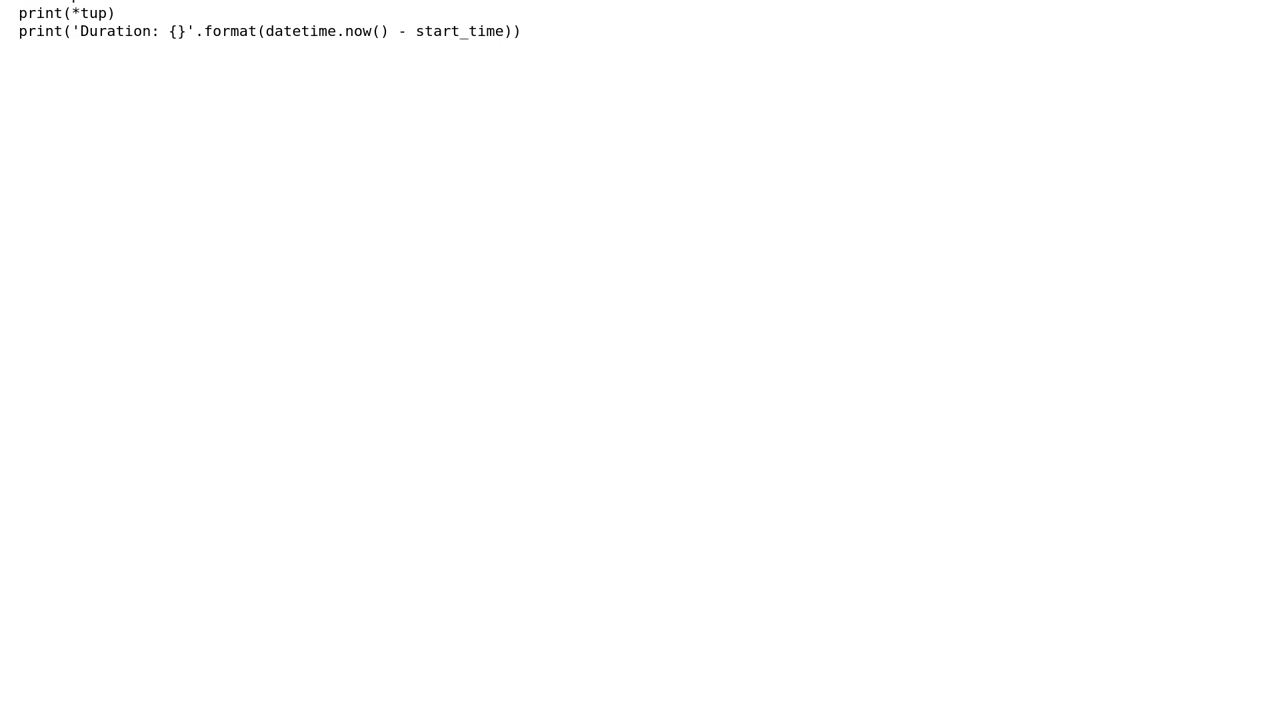 print(*tup)
print('Duration: {}'.format(datetime.now() - start_time))